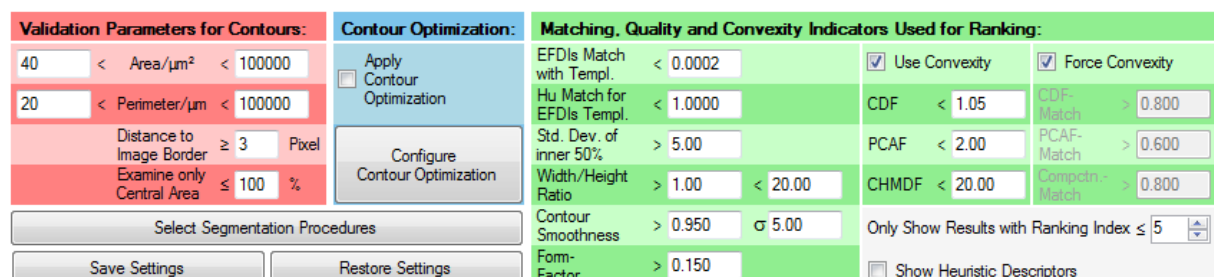 Validation Parameters for Contours:
40 < Area/µm² < 100000
20 < Perimeter/µm < 100000
Distance to
Image Border ≥ 3 Pixel
Examine only
Central Area ≤ 100 %
Select Segmentation Procedures
Save Settings Restore Settings
Contour Optimization:
Apply
Contour
Optimization
Configure
Contour Optimization
Matching, Quality and Convexity Indicators Used for Ranking:
EFDIs Match
with Templ. < 0.0002
Hu Match for
EFDIs Templ. < 1.0000
Std. Dev. of
inner 50% > 5.00
Width/Height
Ratio > 1.00 < 20.00
Contour
Smoothness > 0.950 σ 5.00
Form-
Factor > 0.150
Use Convexity Force Convexity
CDF < 1.05
CDF-
Match > 0.800
PCAF < 2.00
PCAF-
Match > 0.600
CHMDF < 20.00
Compctn.-
Match > 0.800
Only Show Results with Ranking Index ≤ 5
Show Heuristic Descriptors